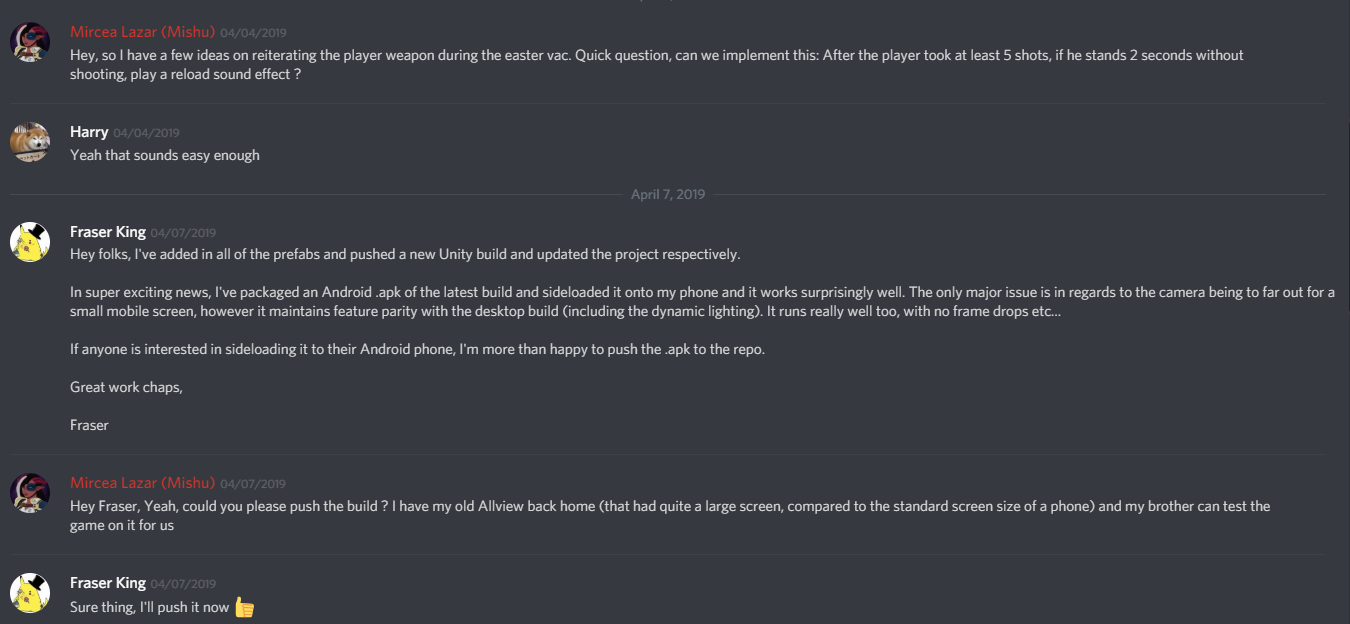 Mircea Lazar (Mishu) 04/04/2019
Hey, so I have a few ideas on reiterating the player weapon during the easter vac. Quick question, can we implement this: After the player took at least 5 shots, if he stands 2 seconds without
shooting, play a reload sound effect ?
Harry 04/04/2019
Yeah that sounds easy enough
April 7, 2019
Fraser King 04/07/2019
Hey folks, I've added in all of the prefabs and pushed a new Unity build and updated the project respectively.
In super exciting news, I've packaged an Android .apk of the latest build and sideloaded it onto my phone and it works surprisingly well. The only major issue is in regards to the camera being to far out for a
small mobile screen, however it maintains feature parity with the desktop build (including the dynamic lighting). It runs really well too, with no frame drops etc...
If anyone is interested in sideloading it to their Android phone, I'm more than happy to push the .apk to the repo.
Great work chaps,
Fraser
Mircea Lazar (Mishu) 04/07/2019
Hey Fraser, Yeah, could you please push the build ? I have my old Allview back home (that had quite a large screen, compared to the standard screen size of a phone) and my brother can test the
game on it for us
Fraser King 04/07/2019
Sure thing, I'll push it now 👍